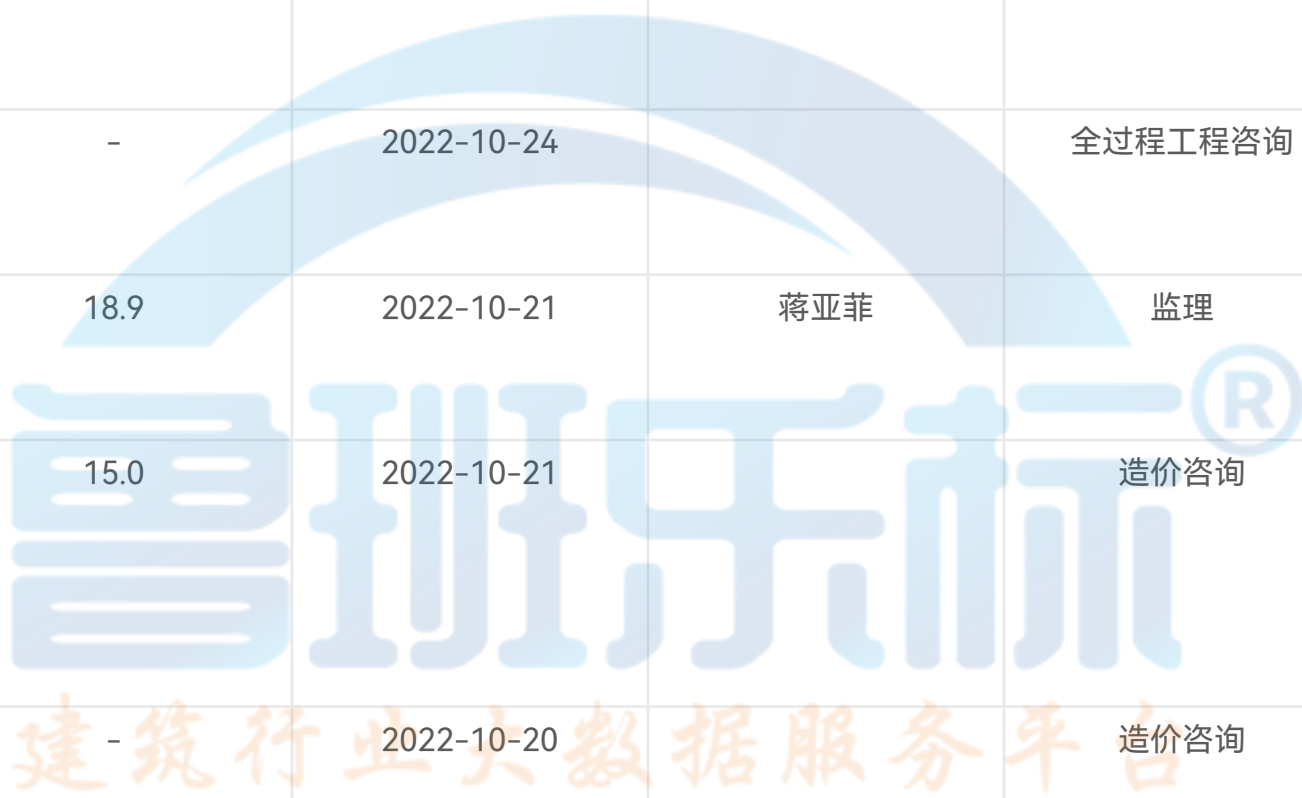 - 2022-10-24 全过程工程咨询
18.9 2022-10-21 蒋亚菲 监理
鲁班乐标®
15.0 2022-10-21 造价咨询
- 2022-10-20 造价咨询
建筑行业大数据服务平台